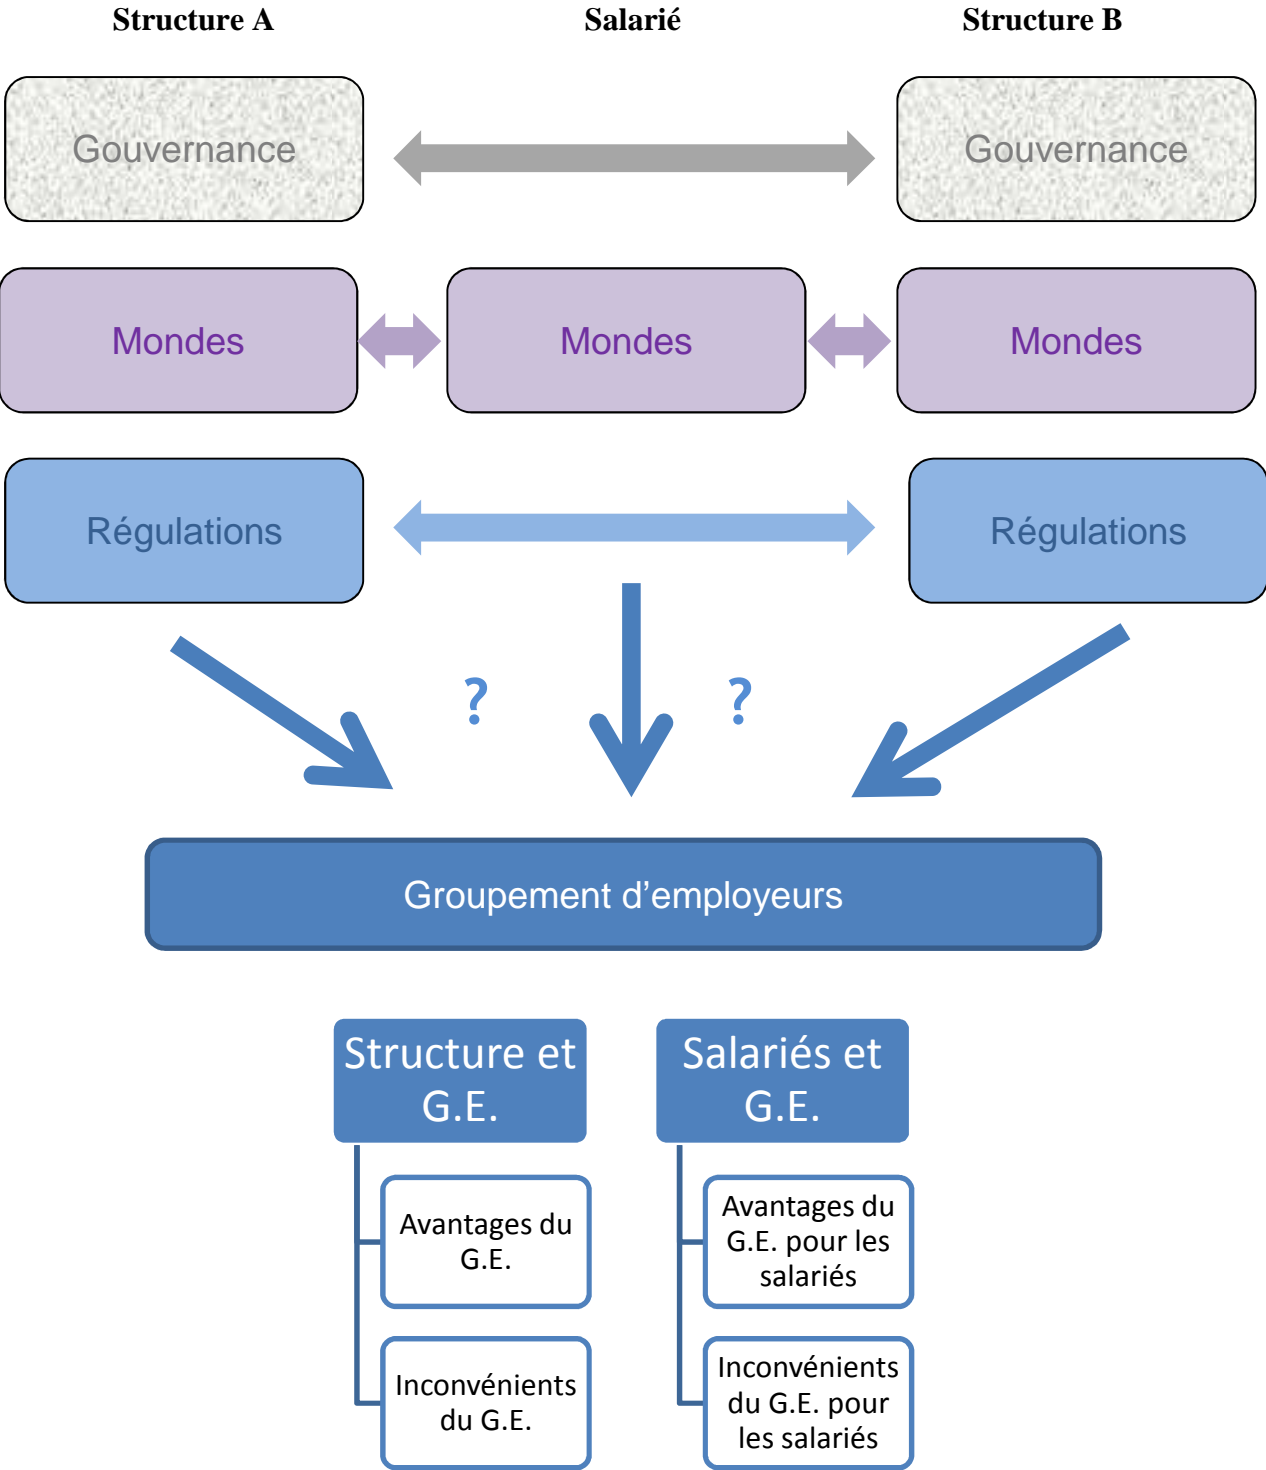 Structure A
Salarié
Structure B
Gouvernance
Gouvernance
Mondes
Mondes
Mondes
Régulations
Régulations
?
?
Groupement d’employeurs
Structure et
G.E.
Salariés et
G.E.
Avantages du
G.E.
Avantages du
G.E. pour les
salariés
Inconvénients
du G.E.
Inconvénients
du G.E. pour
les salariés